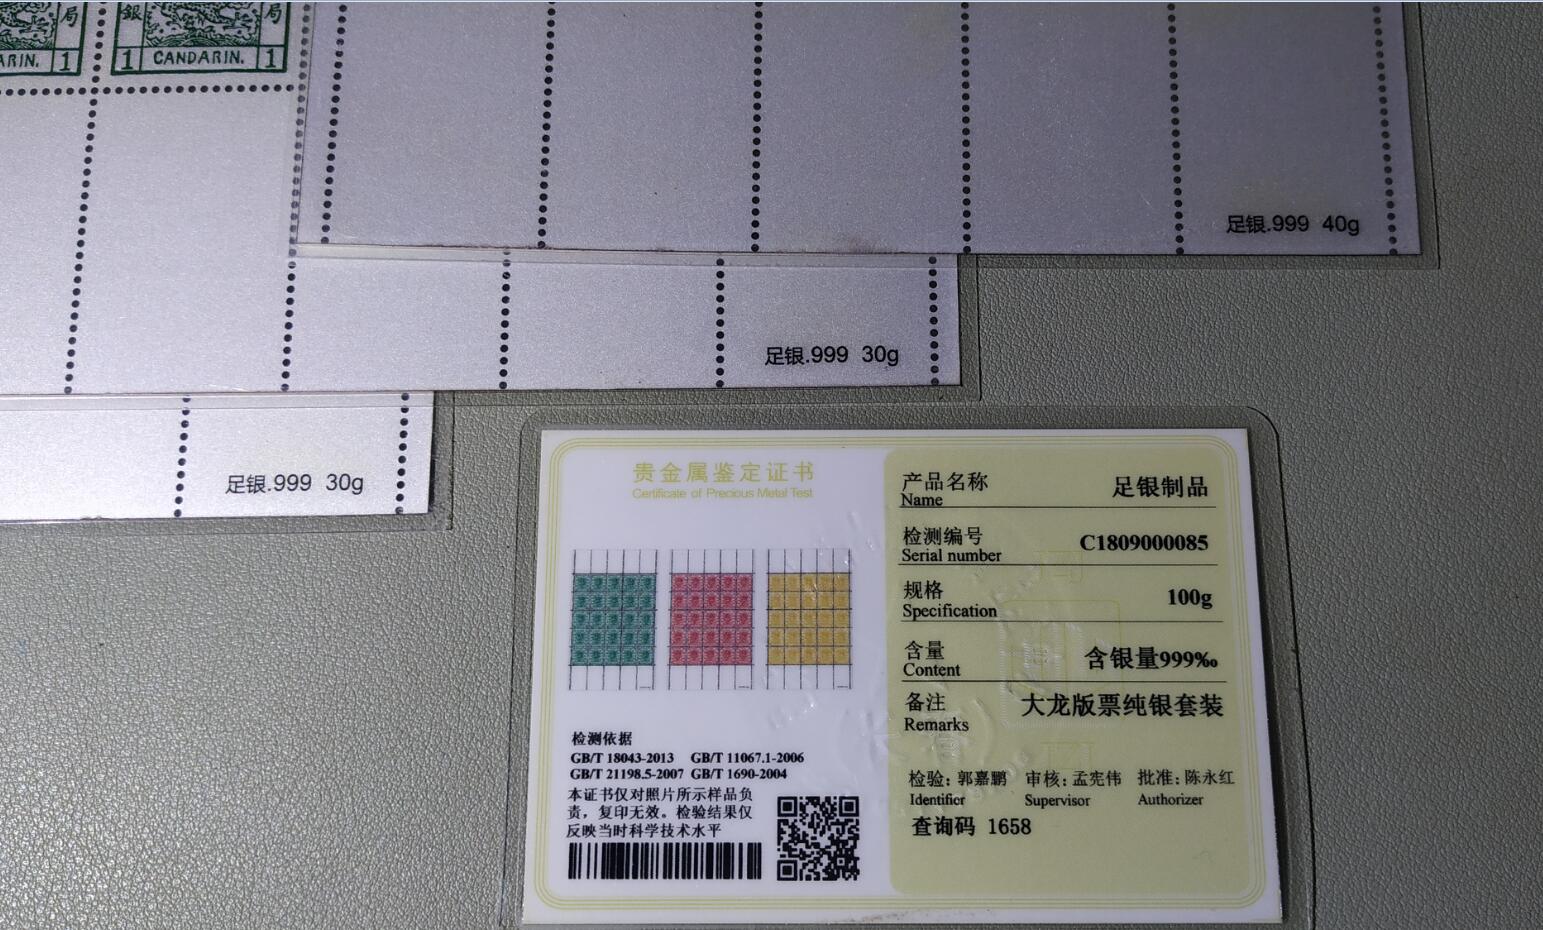 銀
局
局
ARIN. 1
1 CANDARIN. 1
足银.999 40g
足银.999 30g
足银.999 30g
贵金属鉴定证书
Certificate of Precious Metal Test
产品名称 足银制品
Name
检测编号 C1809000085
Serial number
规格 100g
Specification
含量 含银量999‰
Content
备注 大龙版票纯银套装
Remarks
检测依据
GB/T 18043-2013 GB/T 11067.1-2006
GB/T 21198.5-2007 GB/T 1690-2004
本证书仅对照片所示样品负
责，复印无效。检验结果仅
反映当时科学技术水平
检验: 郭嘉鹏 审核: 孟宪伟 批准: 陈永红
Identifier Supervisor Authorizer
查询码 1658